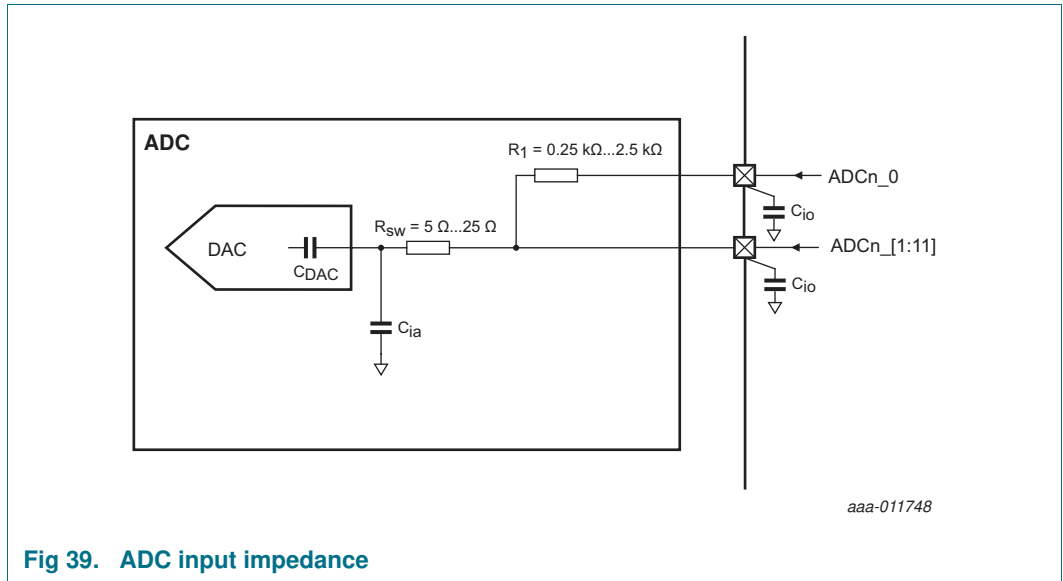 ADC
R1 = 0.25 kΩ...2.5 kΩ
ADCn_0
Cio
Rsw = 5 Ω...25 Ω
DAC
CDAC
ADCn_[1:11]
Cio
Cia
aaa-011748
Fig 39. ADC input impedance